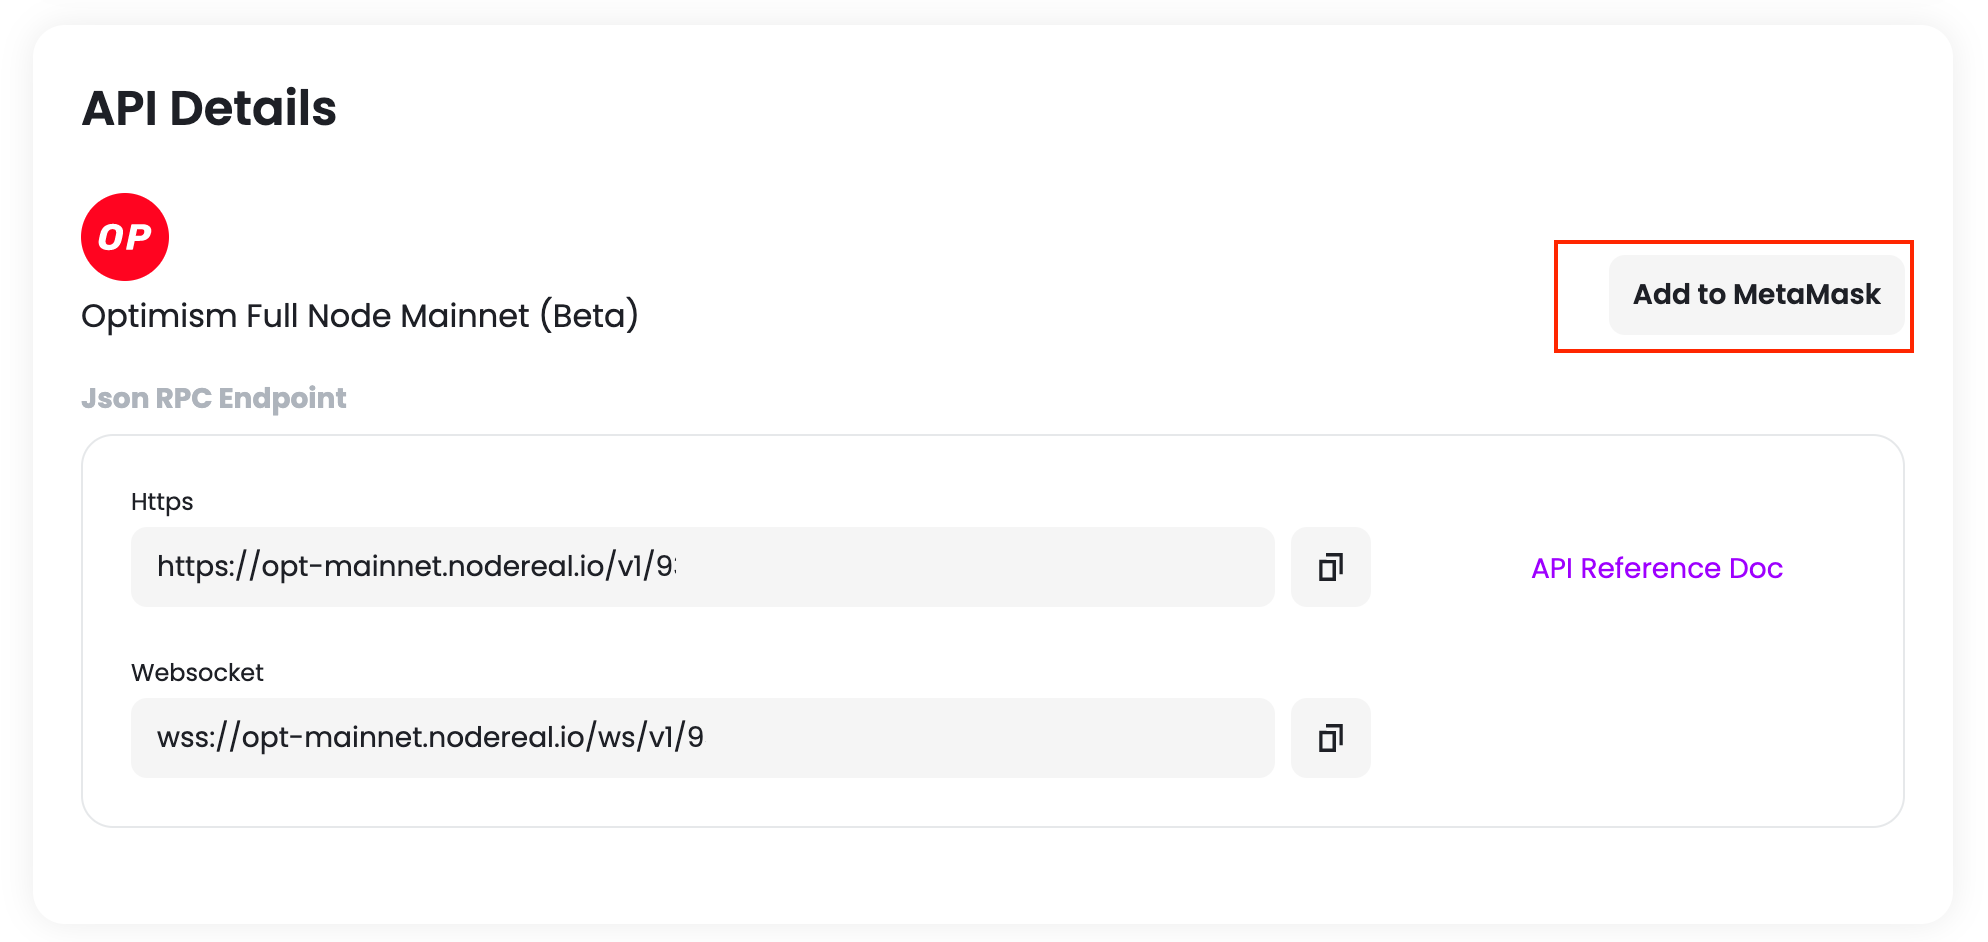 API Details
OP
Optimism Full Node Mainnet (Beta)
Add to MetaMask
Json RPC Endpoint
Https
https://opt-mainnet.nodereal.io/v1/9
API Reference Doc
Websocket
wss://opt-mainnet.nodereal.io/ws/v1/9